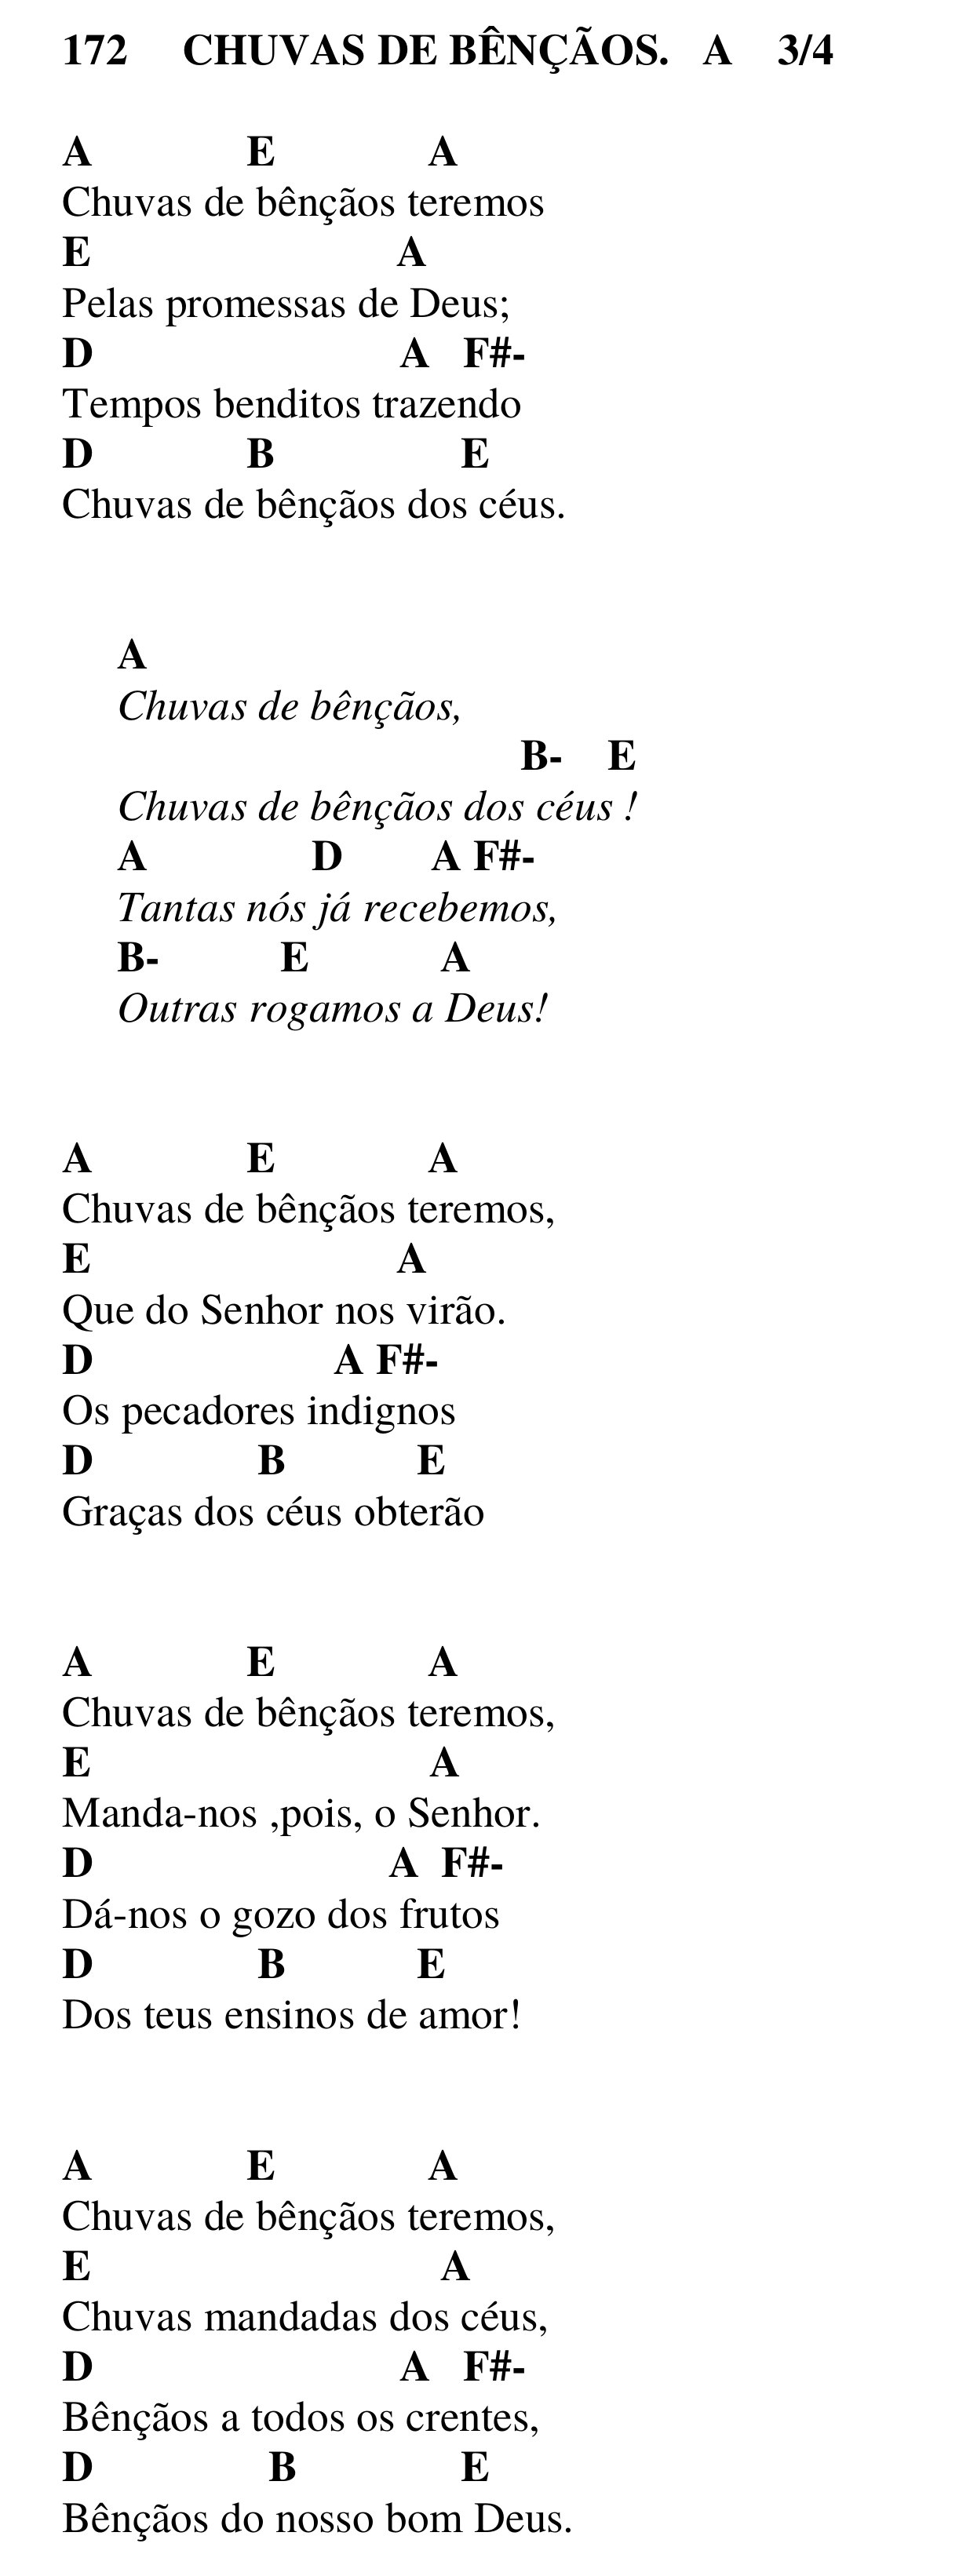 172 CHUVAS DE BÊNÇÃOS. A 3/4
A E A
Chuvas de bênçãos teremos
E A
Pelas promessas de Deus;
D A F#-
Tempos benditos trazendo
D B E
Chuvas de bênçãos dos céus.
A
Chuvas de bênçãos,
B- E
Chuvas de bênçãos dos céus !
A D A F#-
Tantas nós já recebemos,
B- E A
Outras rogamos a Deus!
A E A
Chuvas de bênçãos teremos,
E A
Que do Senhor nos virão.
D A F#-
Os pecadores indignos
D B E
Graças dos céus obterão
A E A
Chuvas de bênçãos teremos,
E A
Manda-nos ,pois, o Senhor.
D A F#-
Dá-nos o gozo dos frutos
D B E
Dos teus ensinos de amor!
A E A
Chuvas de bênçãos teremos,
E A
Chuvas mandadas dos céus,
D A F#-
Bênçãos a todos os crentes,
D B E
Bênçãos do nosso bom Deus.